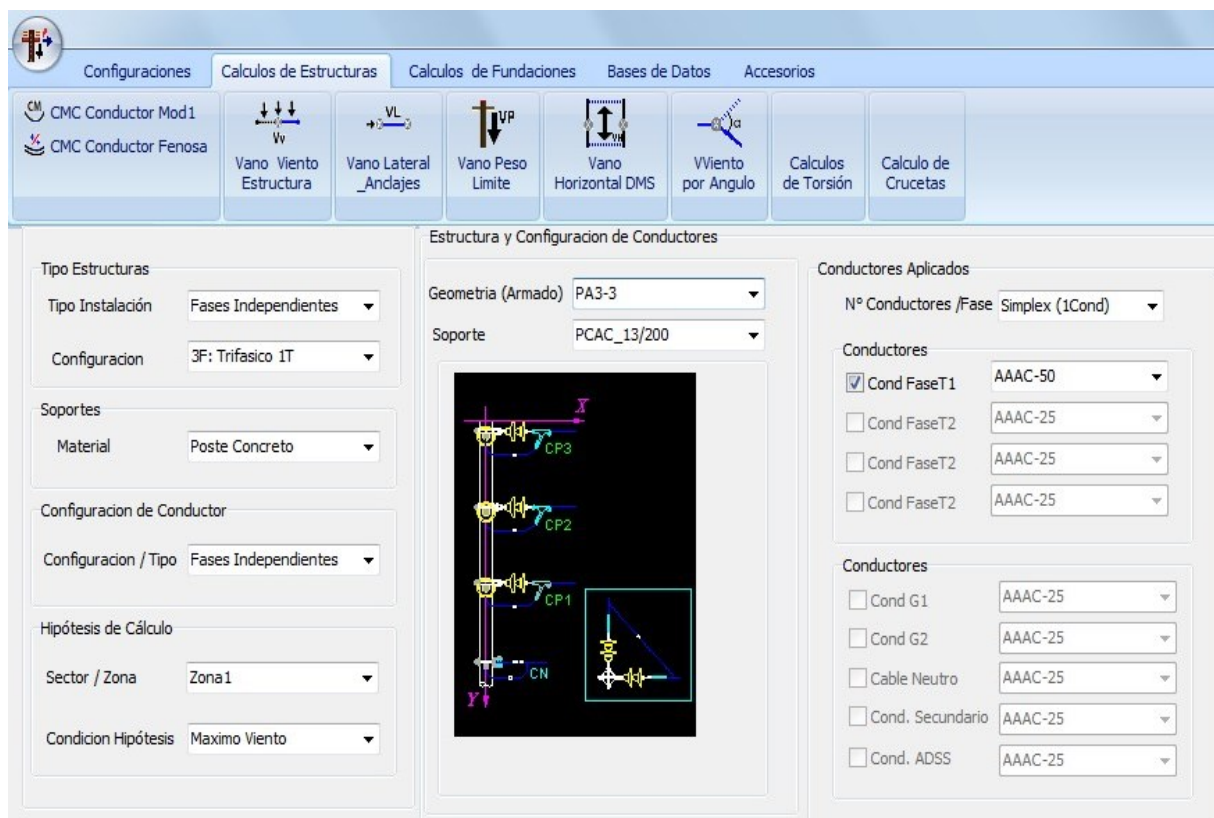 Configuraciones Calculos de Estructuras Calculos de Fundaciones Bases de Datos Accesorios
CM CMC Conductor Mod1
CMC Conductor Fenosa
Vv
Vano Viento
Estructura
VL
Vano Lateral
_Anclajes
VP
Vano Peso
Limite
VH
Vano
Horizontal DMS
α
VViento
por Angulo
Calculos
de Torsión
Calculo de
Crucetas
Tipo Estructuras
Tipo Instalación Fases Independientes
Configuracion 3F: Trifasico 1T
Soportes
Material Poste Concreto
Configuracion de Conductor
Configuracion / Tipo Fases Independientes
Hipótesis de Cálculo
Sector / Zona Zona1
Condicion Hipótesis Maximo Viento
Estructura y Configuracion de Conductores
Geometria (Armado) PA3-3
Soporte PCAC_13/200
X
CP3
CP2
CP1
CN
Y
Conductores Aplicados
Nº Conductores /Fase Simplex (1Cond)
Conductores
Cond FaseT1 AAAC-50
Cond FaseT2 AAAC-25
Cond FaseT2 AAAC-25
Cond FaseT2 AAAC-25
Conductores
Cond G1 AAAC-25
Cond G2 AAAC-25
Cable Neutro AAAC-25
Cond. Secundario AAAC-25
Cond. ADSS AAAC-25